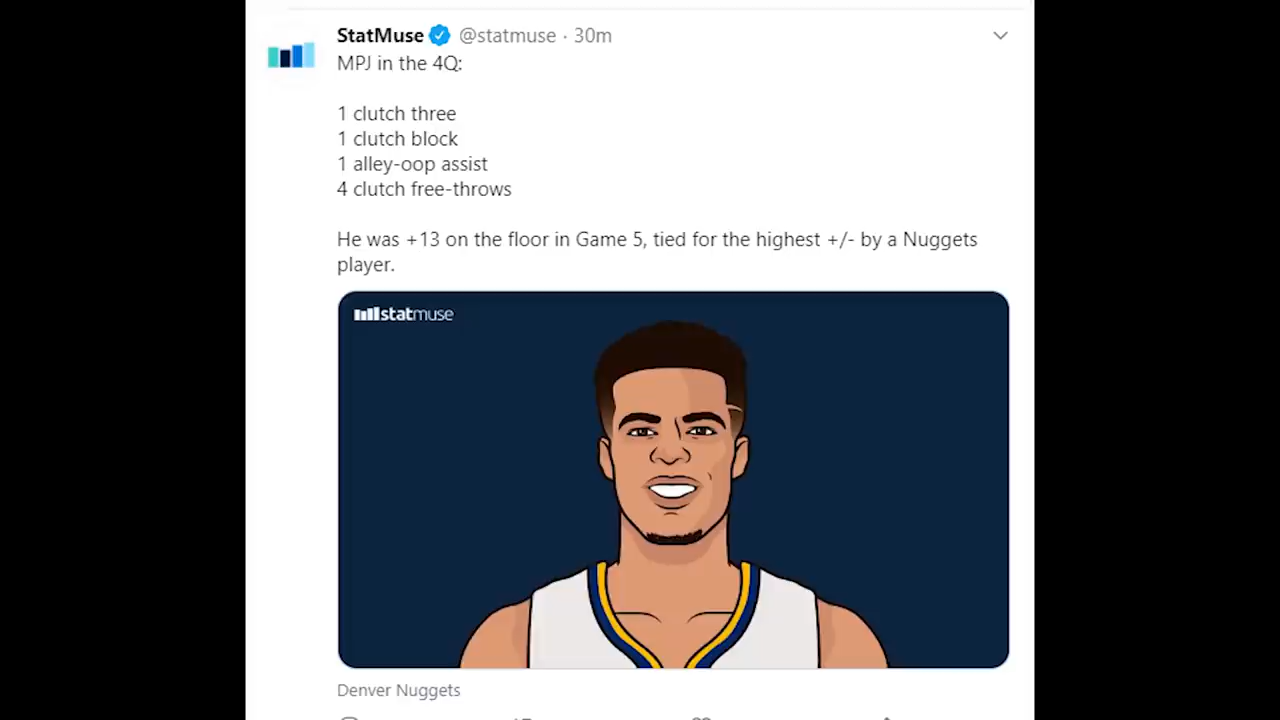 StatMuse @statmuse · 30m
MPJ in the 4Q:
1 clutch three
1 clutch block
1 alley-oop assist
4 clutch free-throws
He was +13 on the floor in Game 5, tied for the highest +/- by a Nuggets
player.
statmuse
Denver Nuggets